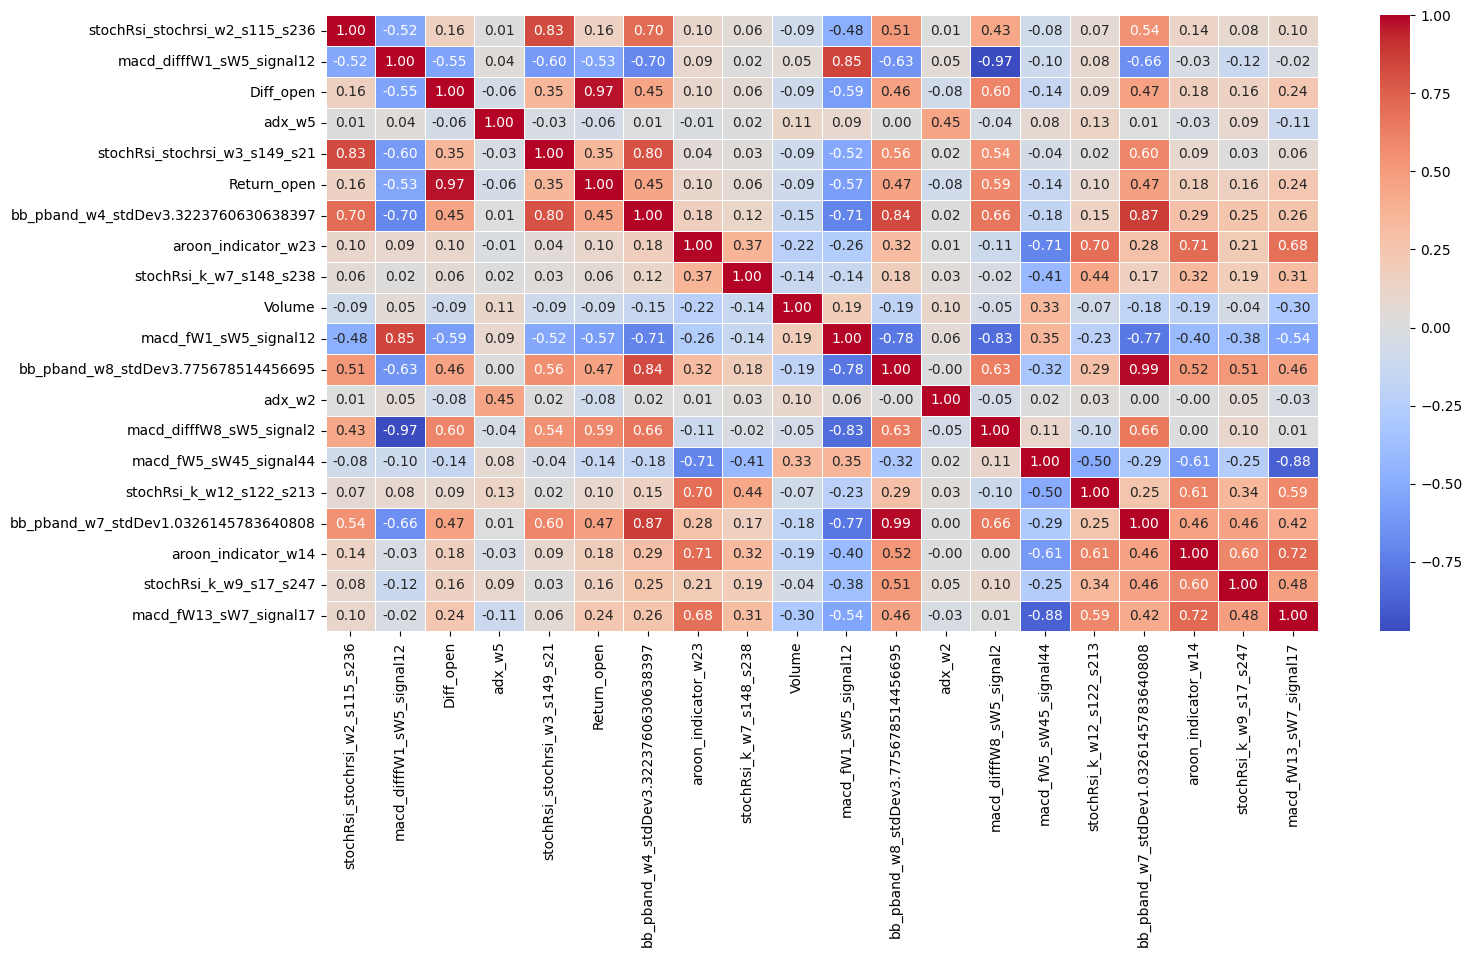 stochRsi_stochrsi_w2_s115_s236 1.00 -0.52 0.16 0.01 0.83 0.16 0.70 0.10 0.06 -0.09 -0.48 0.51 0.01 0.43 -0.08 0.07 0.54 0.14 0.08 0.10
macd_difffW1_sW5_signal12 -0.52 1.00 -0.55 0.04 -0.60 -0.53 -0.70 0.09 0.02 0.05 0.85 -0.63 0.05 -0.97 -0.10 0.08 -0.66 -0.03 -0.12 -0.02
Diff_open 0.16 -0.55 1.00 -0.06 0.35 0.97 0.45 0.10 0.06 -0.09 -0.59 0.46 -0.08 0.60 -0.14 0.09 0.47 0.18 0.16 0.24
adx_w5 0.01 0.04 -0.06 1.00 -0.03 -0.06 0.01 -0.01 0.02 0.11 0.09 0.00 0.45 -0.04 0.08 0.13 0.01 -0.03 0.09 -0.11
stochRsi_stochrsi_w3_s149_s21 0.83 -0.60 0.35 -0.03 1.00 0.35 0.80 0.04 0.03 -0.09 -0.52 0.56 0.02 0.54 -0.04 0.02 0.60 0.09 0.03 0.06
Return_open 0.16 -0.53 0.97 -0.06 0.35 1.00 0.45 0.10 0.06 -0.09 -0.57 0.47 -0.08 0.59 -0.14 0.10 0.47 0.18 0.16 0.24
bb_pband_w4_stdDev3.3223760630638397 0.70 -0.70 0.45 0.01 0.80 0.45 1.00 0.18 0.12 -0.15 -0.71 0.84 0.02 0.66 -0.18 0.15 0.87 0.29 0.25 0.26
aroon_indicator_w23 0.10 0.09 0.10 -0.01 0.04 0.10 0.18 1.00 0.37 -0.22 -0.26 0.32 0.01 -0.11 -0.71 0.70 0.28 0.71 0.21 0.68
stochRsi_k_w7_s148_s238 0.06 0.02 0.06 0.02 0.03 0.06 0.12 0.37 1.00 -0.14 -0.14 0.18 0.03 -0.02 -0.41 0.44 0.17 0.32 0.19 0.31
Volume -0.09 0.05 -0.09 0.11 -0.09 -0.09 -0.15 -0.22 -0.14 1.00 0.19 -0.19 0.10 -0.05 0.33 -0.07 -0.18 -0.19 -0.04 -0.30
macd_fW1_sW5_signal12 -0.48 0.85 -0.59 0.09 -0.52 -0.57 -0.71 -0.26 -0.14 0.19 1.00 -0.78 0.06 -0.83 0.35 -0.23 -0.77 -0.40 -0.38 -0.54
bb_pband_w8_stdDev3.775678514456695 0.51 -0.63 0.46 0.00 0.56 0.47 0.84 0.32 0.18 -0.19 -0.78 1.00 -0.00 0.63 -0.32 0.29 0.99 0.52 0.51 0.46
adx_w2 0.01 0.05 -0.08 0.45 0.02 -0.08 0.02 0.01 0.03 0.10 0.06 -0.00 1.00 -0.05 0.02 0.03 0.00 -0.00 0.05 -0.03
macd_difffW8_sW5_signal2 0.43 -0.97 0.60 -0.04 0.54 0.59 0.66 -0.11 -0.02 -0.05 -0.83 0.63 -0.05 1.00 0.11 -0.10 0.66 0.00 0.10 0.01
macd_fW5_sW45_signal44 -0.08 -0.10 -0.14 0.08 -0.04 -0.14 -0.18 -0.71 -0.41 0.33 0.35 -0.32 0.02 0.11 1.00 -0.50 -0.29 -0.61 -0.25 -0.88
stochRsi_k_w12_s122_s213 0.07 0.08 0.09 0.13 0.02 0.10 0.15 0.70 0.44 -0.07 -0.23 0.29 0.03 -0.10 -0.50 1.00 0.25 0.61 0.34 0.59
bb_pband_w7_stdDev1.0326145783640808 0.54 -0.66 0.47 0.01 0.60 0.47 0.87 0.28 0.17 -0.18 -0.77 0.99 0.00 0.66 -0.29 0.25 1.00 0.46 0.46 0.42
aroon_indicator_w14 0.14 -0.03 0.18 -0.03 0.09 0.18 0.29 0.71 0.32 -0.19 -0.40 0.52 -0.00 0.00 -0.61 0.61 0.46 1.00 0.60 0.72
stochRsi_k_w9_s17_s247 0.08 -0.12 0.16 0.09 0.03 0.16 0.25 0.21 0.19 -0.04 -0.38 0.51 0.05 0.10 -0.25 0.34 0.46 0.60 1.00 0.48
macd_fW13_sW7_signal17 0.10 -0.02 0.24 -0.11 0.06 0.24 0.26 0.68 0.31 -0.30 -0.54 0.46 -0.03 0.01 -0.88 0.59 0.42 0.72 0.48 1.00
stochRsi_stochrsi_w2_s115_s236
macd_difffW1_sW5_signal12
Diff_open
adx_w5
stochRsi_stochrsi_w3_s149_s21
Return_open
bb_pband_w4_stdDev3.3223760630638397
aroon_indicator_w23
stochRsi_k_w7_s148_s238
Volume
macd_fW1_sW5_signal12
bb_pband_w8_stdDev3.775678514456695
adx_w2
macd_difffW8_sW5_signal2
macd_fW5_sW45_signal44
stochRsi_k_w12_s122_s213
bb_pband_w7_stdDev1.0326145783640808
aroon_indicator_w14
stochRsi_k_w9_s17_s247
macd_fW13_sW7_signal17
1.00
0.75
0.50
0.25
0.00
−0.25
−0.50
−0.75